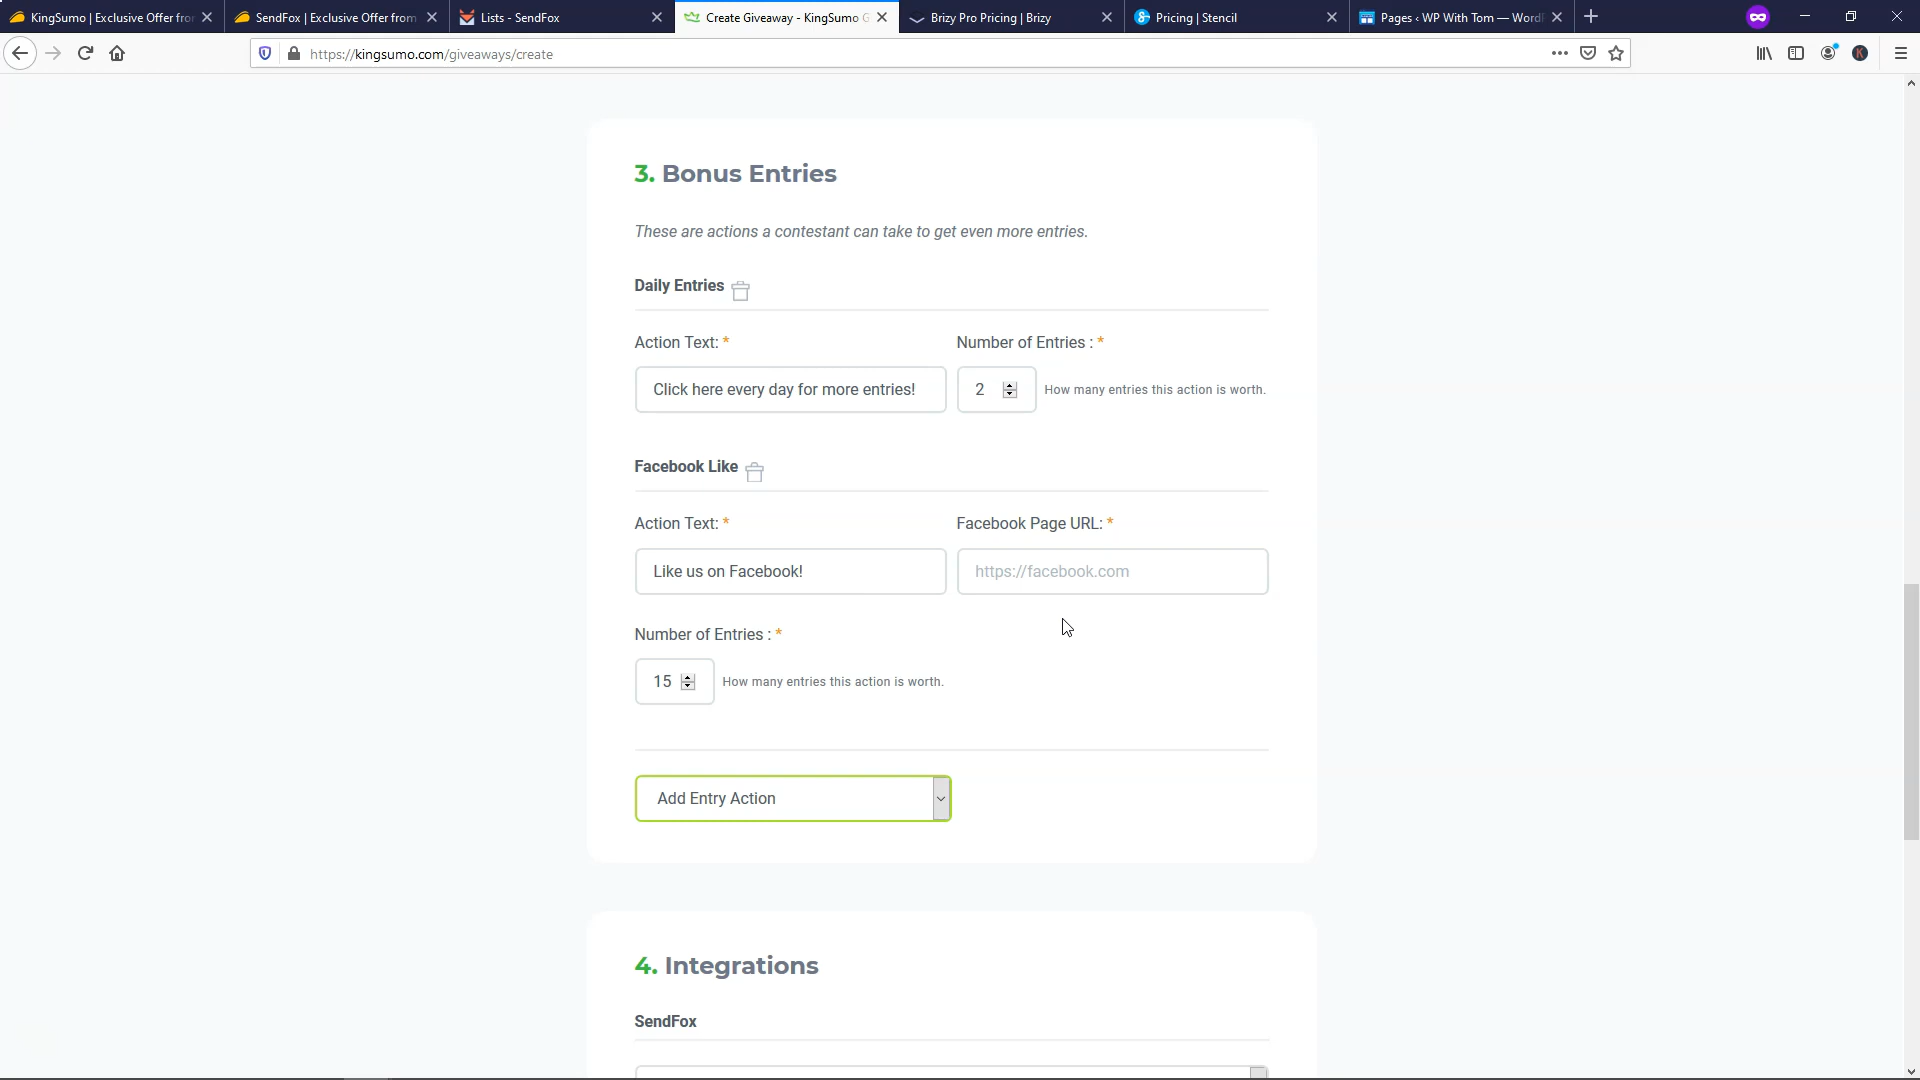 KingSumo | Exclusive Offer fro
SendFox | Exclusive Offer from
Lists - SendFox
Create Giveaway - KingSumo G
Brizy Pro Pricing | Brizy
Pricing | Stencil
Pages ‹ WP With Tom — Word
https://kingsumo.com/giveaways/create
K
3. Bonus Entries
These are actions a contestant can take to get even more entries.
Daily Entries
Action Text: *
Number of Entries : *
Click here every day for more entries!
2
How many entries this action is worth.
Facebook Like
Action Text: *
Facebook Page URL: *
Like us on Facebook!
https://facebook.com
Number of Entries : *
15
How many entries this action is worth.
Add Entry Action
4. Integrations
SendFox